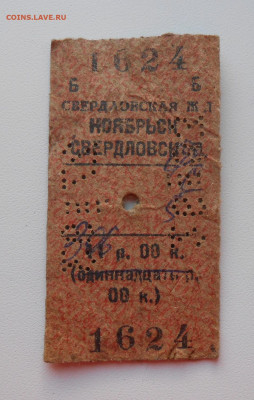 COINS.LAVE.RU
1624
Б Б
СВЕРДЛОВСКАЯ Ж Д
НОЯБРЬСК
СВЕРДЛОВСК
11 р. 00 к.
(одиннадцать р.
00 к.)
1624